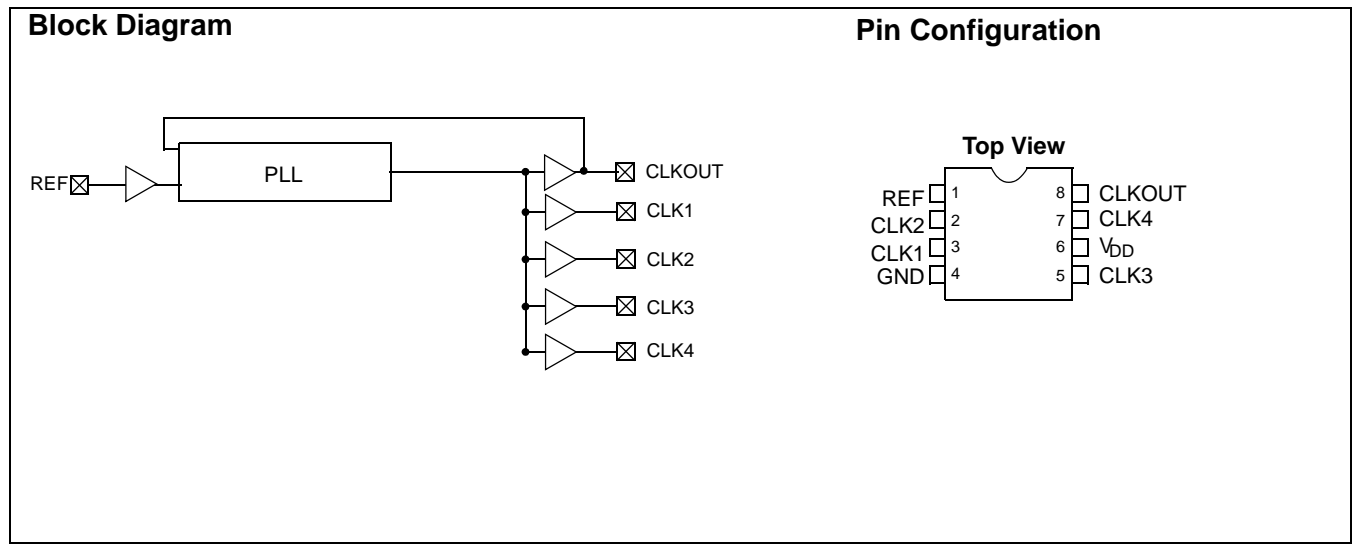 Block Diagram
Pin Configuration
REF
PLL
CLKOUT
CLK1
CLK2
CLK3
CLK4
Top View
REF 1 8 CLKOUT
CLK2 2 7 CLK4
CLK1 3 6 VDD
GND 4 5 CLK3